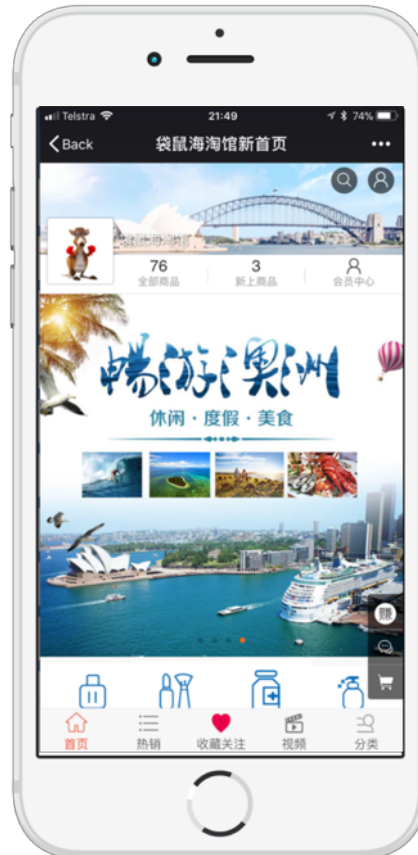 Telstra 21:49 74%
Back 袋鼠海淘馆新首页
76 3
全部商品 新上商品 会员中心
畅游澳洲
休闲·度假·美食
赚
首页 热销 收藏关注 视频 分类